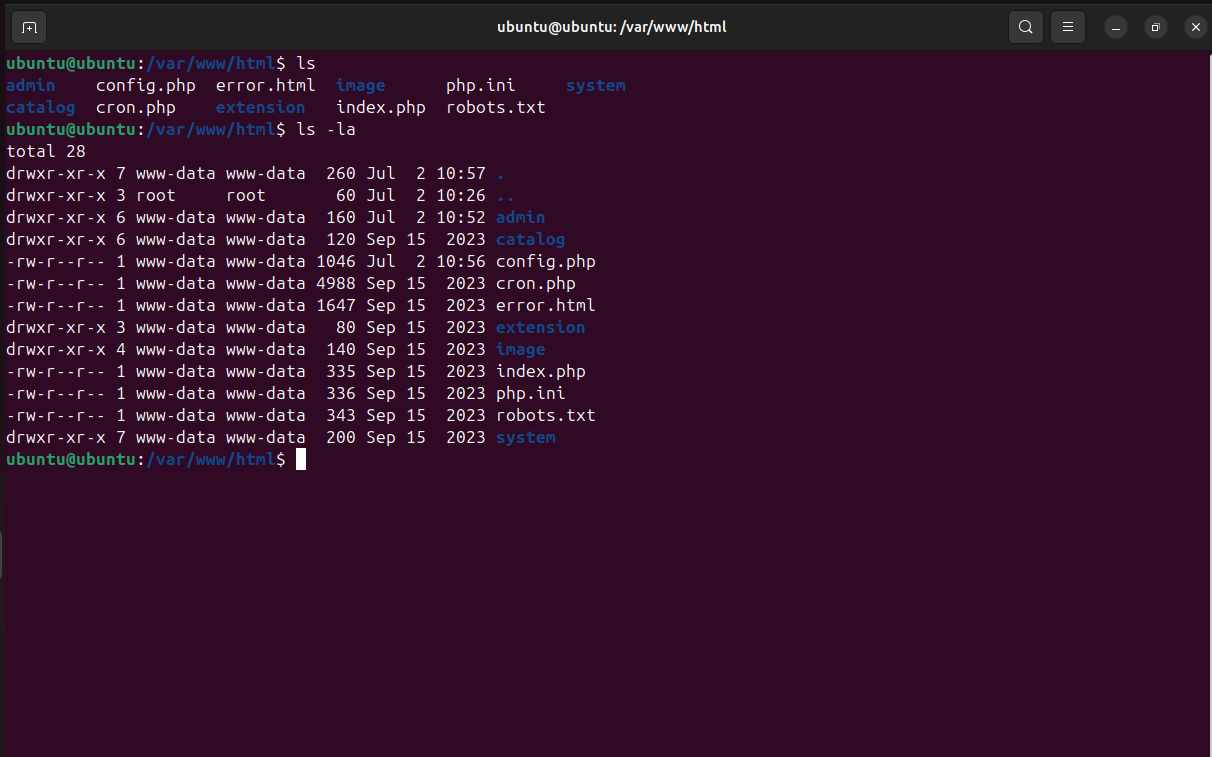 ubuntu@ubuntu: /var/www/html
ubuntu@ubuntu:/var/www/html$ ls
admin    config.php  error.html  image      php.ini     system
catalog  cron.php    extension   index.php  robots.txt
ubuntu@ubuntu:/var/www/html$ ls -la
total 28
drwxr-xr-x 7 www-data www-data  260 Jul  2 10:57 .
drwxr-xr-x 3 root     root       60 Jul  2 10:26 ..
drwxr-xr-x 6 www-data www-data  160 Jul  2 10:52 admin
drwxr-xr-x 6 www-data www-data  120 Sep 15  2023 catalog
-rw-r--r-- 1 www-data www-data 1046 Jul  2 10:56 config.php
-rw-r--r-- 1 www-data www-data 4988 Sep 15  2023 cron.php
-rw-r--r-- 1 www-data www-data 1647 Sep 15  2023 error.html
drwxr-xr-x 3 www-data www-data   80 Sep 15  2023 extension
drwxr-xr-x 4 www-data www-data  140 Sep 15  2023 image
-rw-r--r-- 1 www-data www-data  335 Sep 15  2023 index.php
-rw-r--r-- 1 www-data www-data  336 Sep 15  2023 php.ini
-rw-r--r-- 1 www-data www-data  343 Sep 15  2023 robots.txt
drwxr-xr-x 7 www-data www-data  200 Sep 15  2023 system
ubuntu@ubuntu:/var/www/html$